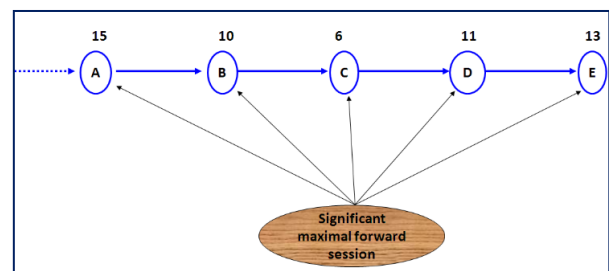 15 10 6 11 13
A B C D E
Significant
maximal forward
session